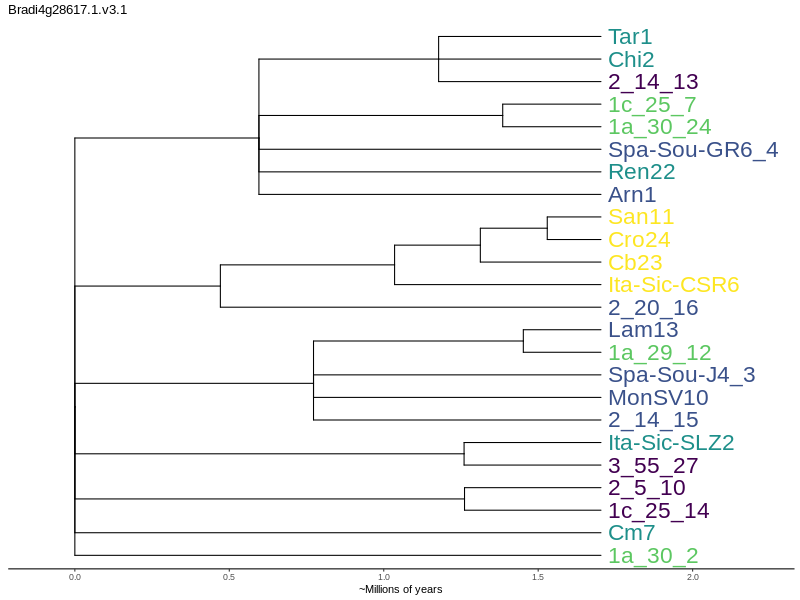 Bradi4g28617.1.v3.1
Tar1
Chi2
2_14_13
1c_25_7
1a_30_24
Spa-Sou-GR6_4
Ren22
Arn1
San11
Cro24
Cb23
Ita-Sic-CSR6
2_20_16
Lam13
1a_29_12
Spa-Sou-J4_3
MonSV10
2_14_15
Ita-Sic-SLZ2
3_55_27
2_5_10
1c_25_14
Cm7
1a_30_2
0.0 0.5 1.0 1.5 2.0
~Millions of years